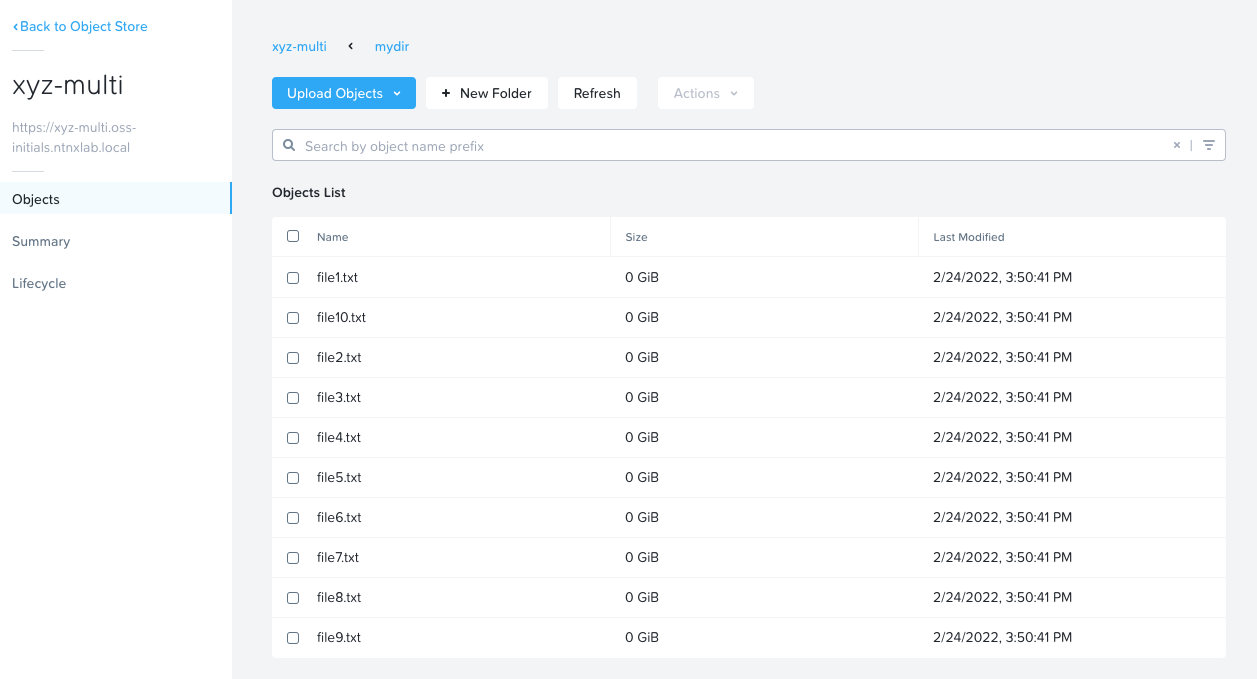 Back to Object Store
xyz-multi
https://xyz-multi.oss-
initials.ntnxlab.local
Objects
Summary
Lifecycle
xyz-multi mydir
Upload Objects + New Folder Refresh Actions
Search by object name prefix × |
Objects List
Name Size Last Modified
file1.txt 0 GiB 2/24/2022, 3:50:41 PM
file10.txt 0 GiB 2/24/2022, 3:50:41 PM
file2.txt 0 GiB 2/24/2022, 3:50:41 PM
file3.txt 0 GiB 2/24/2022, 3:50:41 PM
file4.txt 0 GiB 2/24/2022, 3:50:41 PM
file5.txt 0 GiB 2/24/2022, 3:50:41 PM
file6.txt 0 GiB 2/24/2022, 3:50:41 PM
file7.txt 0 GiB 2/24/2022, 3:50:41 PM
file8.txt 0 GiB 2/24/2022, 3:50:41 PM
file9.txt 0 GiB 2/24/2022, 3:50:41 PM